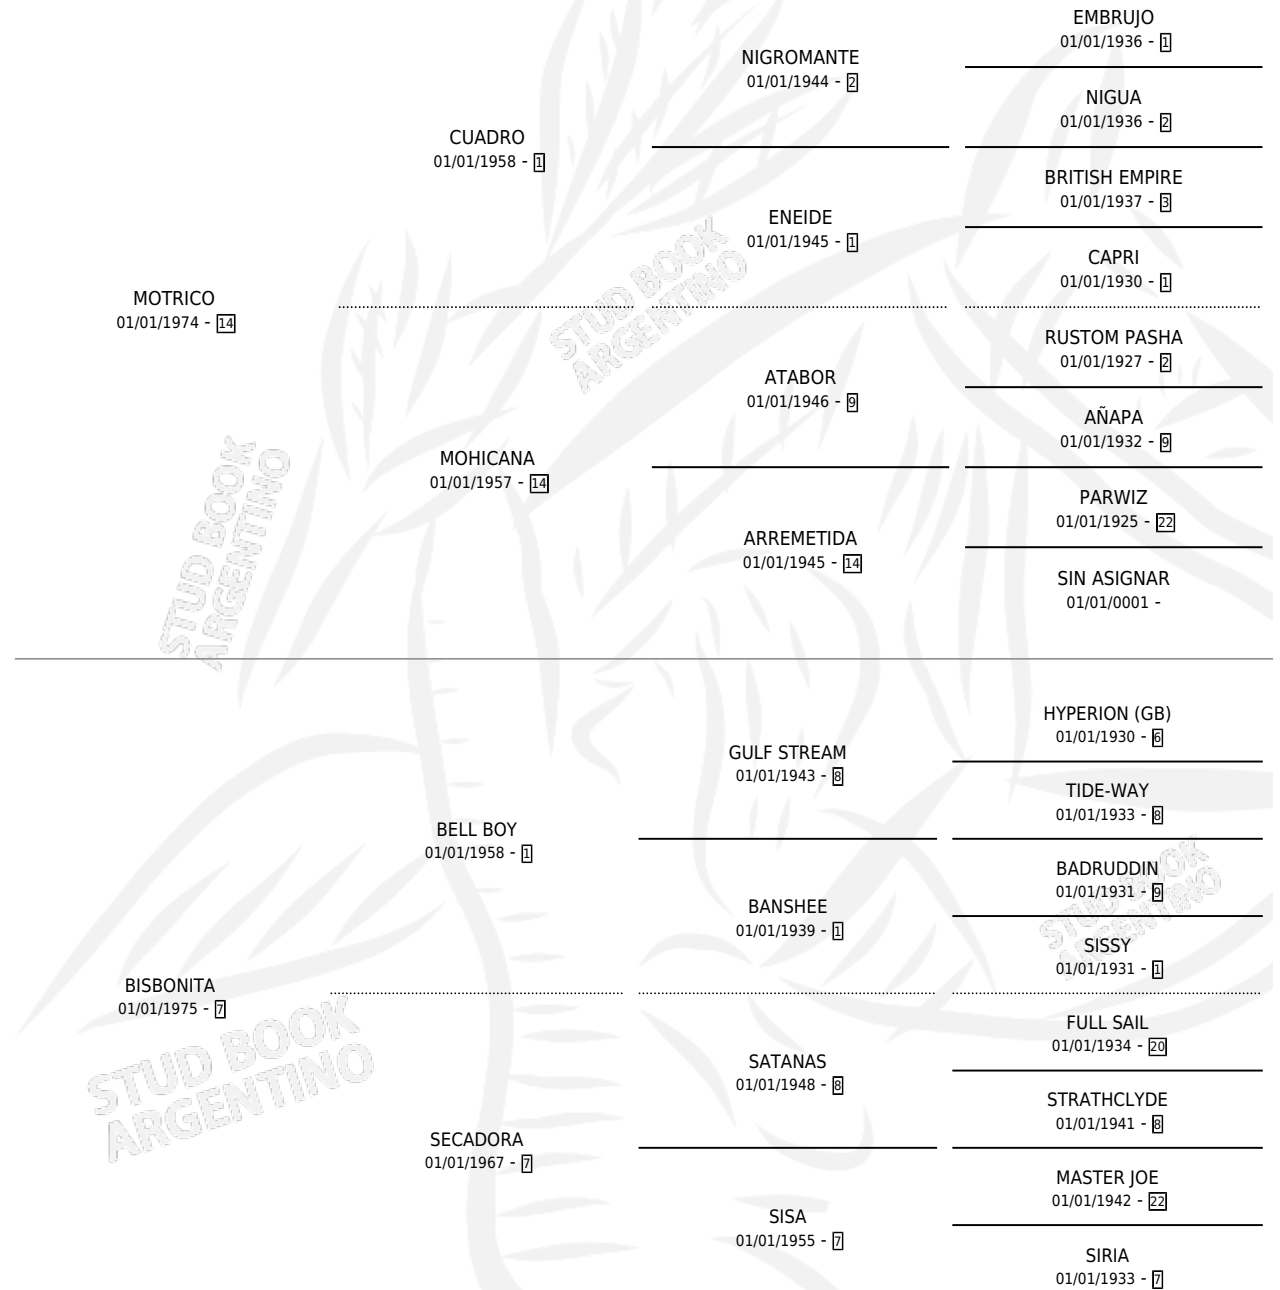 EMBRUJO
01/01/1936 - 1
NIGROMANTE
01/01/1944 - 2
NIGUA
01/01/1936 - 2
CUADRO
01/01/1958 - 1
BRITISH EMPIRE
01/01/1937 - 3
ENEIDE
01/01/1945 - 1
CAPRI
01/01/1930 - 1
MOTRICO
01/01/1974 - 14
RUSTOM PASHA
01/01/1927 - 2
ATABOR
01/01/1946 - 9
AÑAPA
01/01/1932 - 9
MOHICANA
01/01/1957 - 14
PARWIZ
01/01/1925 - 22
ARREMETIDA
01/01/1945 - 14
SIN ASIGNAR
01/01/0001 -
HYPERION (GB)
01/01/1930 - 6
GULF STREAM
01/01/1943 - 8
TIDE-WAY
01/01/1933 - 8
BELL BOY
01/01/1958 - 1
BADRUDDIN
01/01/1931 - 9
BANSHEE
01/01/1939 - 1
SISSY
01/01/1931 - 1
BISBONITA
01/01/1975 - 7
FULL SAIL
01/01/1934 - 20
SATANAS
01/01/1948 - 8
STRATHCLYDE
01/01/1941 - 8
SECADORA
01/01/1967 - 7
MASTER JOE
01/01/1942 - 22
SISA
01/01/1955 - 7
SIRIA
01/01/1933 - 7
STUD BOOK
ARGENTINO
STUD BOOK
ARGENTINO
STUD BOOK
ARGENTINO
STUD BOOK
ARGENTINO